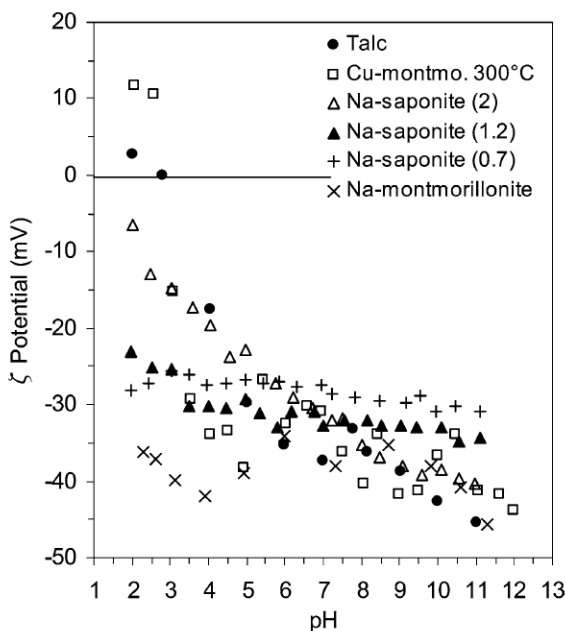 20
10
0
-10
-20
-30
-40
-50
ζ Potential (mV)
Talc
Cu-montmo. 300°C
Na-saponite (2)
Na-saponite (1.2)
Na-saponite (0.7)
Na-montmorillonite
1 2 3 4 5 6 7 8 9 10 11 12 13
pH